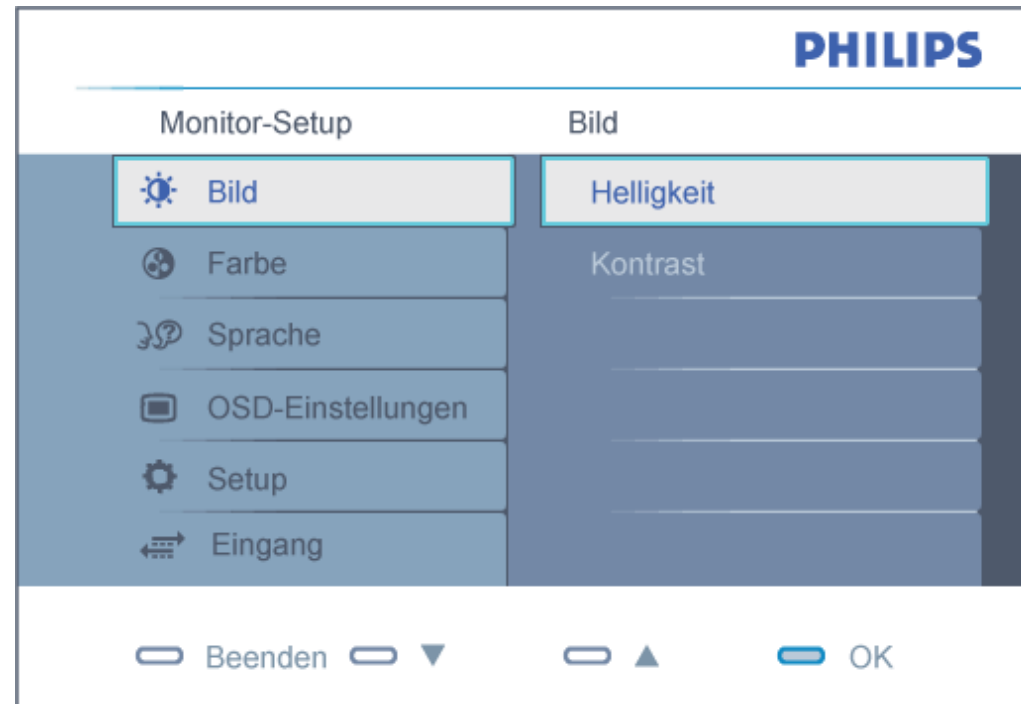 PHILIPS
Monitor-Setup Bild
Bild Helligkeit
Farbe Kontrast
Sprache
OSD-Einstellungen
Setup
Eingang
Beenden ▼ ▲ OK